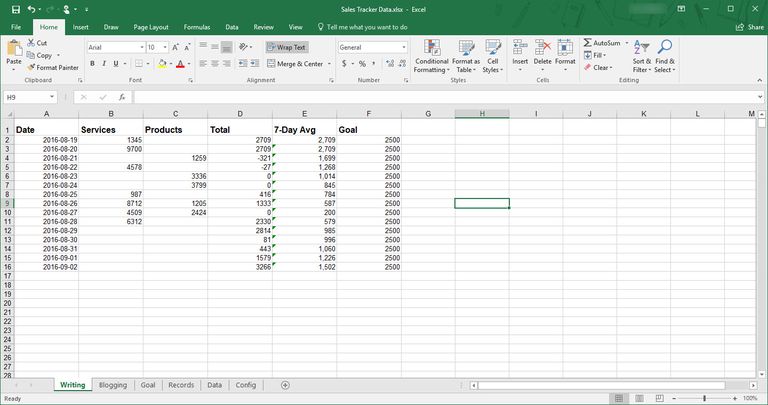 Sales Tracker Data.xlsx - Excel
File Home Insert Draw Page Layout Formulas Data Review View Tell me what you want to do Share
Cut Arial 10 Wrap Text General AutoSum
Copy Fill
Paste Format Painter B I U Merge & Center $ % , Conditional Format as Cell Insert Delete Format Clear Sort & Find &
Formatting Table Styles Filter Select
Clipboard Font Alignment Number Styles Cells Editing
H9 fx
A B C D E F G H I J K L M
1 Date Services Products Total 7-Day Avg Goal
2 2016-08-19 1345 2709 2,709 2500
3 2016-08-20 9700 2709 2,709 2500
4 2016-08-21 1259 -321 1,699 2500
5 2016-08-22 4578 -27 1,268 2500
6 2016-08-23 3336 0 1,014 2500
7 2016-08-24 3799 0 845 2500
8 2016-08-25 987 416 784 2500
9 2016-08-26 8712 1205 1333 587 2500
10 2016-08-27 4509 2424 0 200 2500
11 2016-08-28 6312 2330 579 2500
12 2016-08-29 2814 985 2500
13 2016-08-30 81 996 2500
14 2016-08-31 443 1,060 2500
15 2016-09-01 1579 1,226 2500
16 2016-09-02 3266 1,502 2500
17
18
19
20
21
22
23
24
25
26
27
28
Writing Blogging Goal Records Data Config
Ready 100%